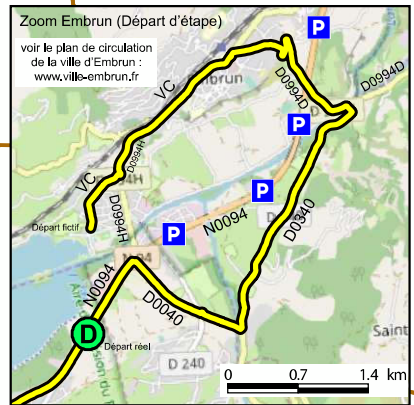 Zoom Embrun (Départ d'étape)
voir le plan de circulation
de la ville d'Embrun :
www.ville-embrun.fr
P
VC
D0994D
D0994D
P
D0994H
VC
P
D0994H
Départ fictif
P
N0094
D0340
N0094
D0040
D
Départ réel
D 240
0 0.7 1.4 km